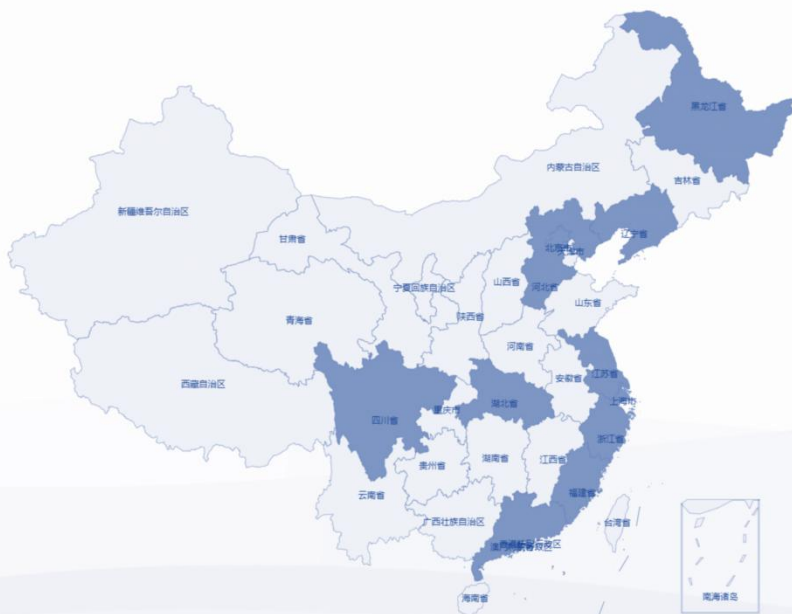 黑龙江省
内蒙古自治区
吉林省
新疆维吾尔自治区
辽宁省
甘肃省
北京市
山西省
宁夏回族自治区
河北省
山东省
陕西省
青海省
河南省
江苏省
安徽省
西藏自治区
上海市
湖北省
重庆市
四川省
浙江省
湖南省
江西省
贵州省
福建省
云南省
广西壮族自治区
台湾省
海南省
南海诸岛